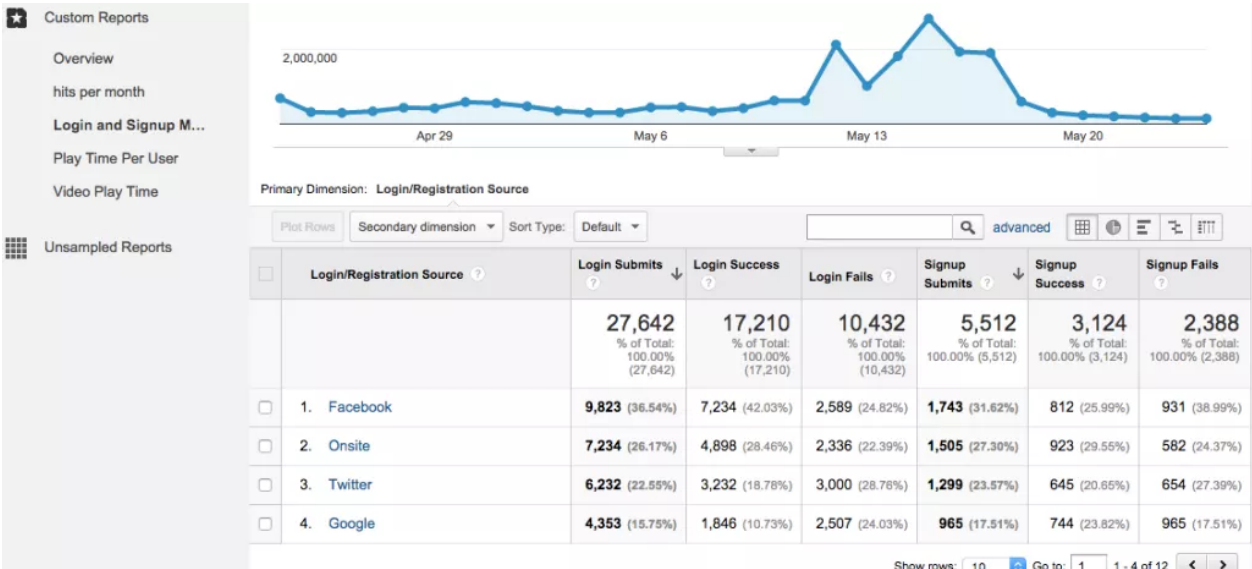 Custom Reports
Overview
hits per month
Login and Signup M...
Play Time Per User
Video Play Time
Unsampled Reports
2,000,000
Apr 29 May 6 May 13 May 20
Primary Dimension: Login/Registration Source
Plot Rows Secondary dimension Sort Type: Default advanced
Login/Registration Source ? Login Submits ? Login Success ? Login Fails ? Signup Submits ? Signup Success ? Signup Fails ?
27,642 17,210 10,432 5,512 3,124 2,388
% of Total: % of Total: % of Total: % of Total: % of Total: % of Total:
100.00% 100.00% 100.00% 100.00% (5,512) 100.00% (3,124) 100.00% (2,388)
(27,642) (17,210) (10,432)
1. Facebook 9,823 (36.54%) 7,234 (42.03%) 2,589 (24.82%) 1,743 (31.62%) 812 (25.99%) 931 (38.99%)
2. Onsite 7,234 (26.17%) 4,898 (28.46%) 2,336 (22.39%) 1,505 (27.30%) 923 (29.55%) 582 (24.37%)
3. Twitter 6,232 (22.55%) 3,232 (18.78%) 3,000 (28.76%) 1,299 (23.57%) 645 (20.65%) 654 (27.39%)
4. Google 4,353 (15.75%) 1,846 (10.73%) 2,507 (24.03%) 965 (17.51%) 744 (23.82%) 965 (17.51%)
Show rows: 10 Go to: 1 1 - 4 of 12